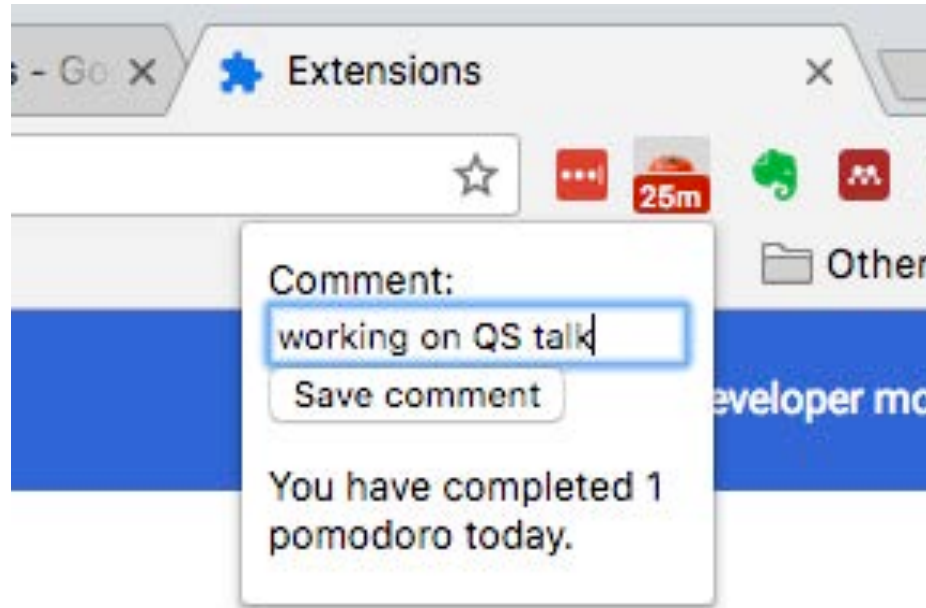 s - Go
Extensions
25m
Other
Comment:
working on QS talk
Save comment
eveloper mo
You have completed 1
pomodoro today.